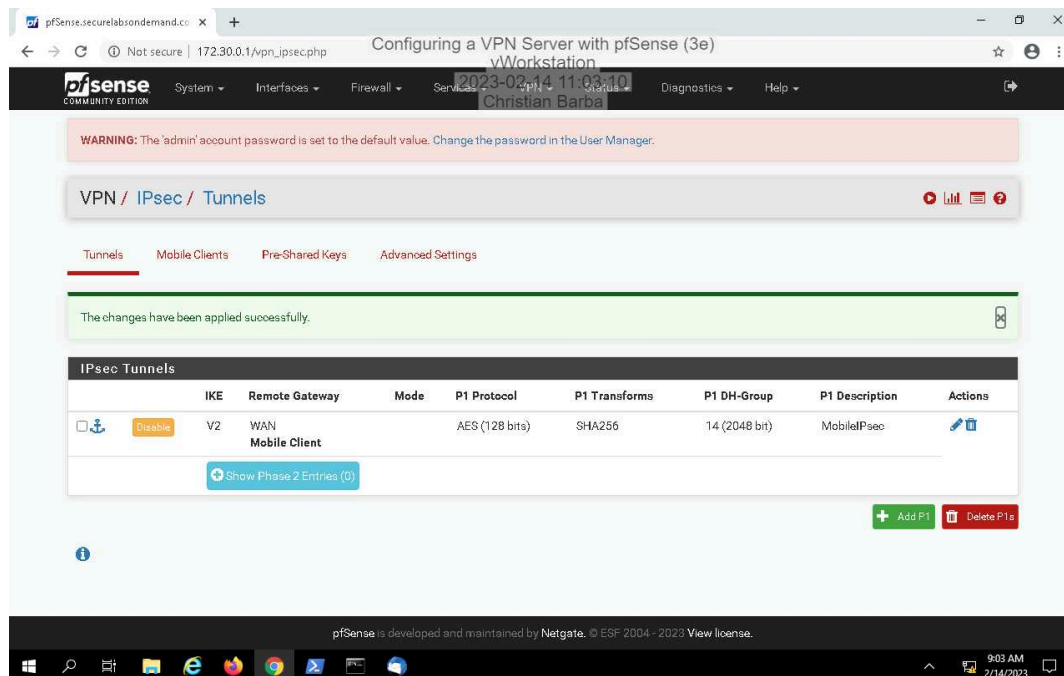 pfSense.securelabsondemand.co
Not secure | 172.30.0.1/vpn_ipsec.php
Configuring a VPN Server with pfSense (3e)
vWorkstation
2023-02-14 11:03:10
Christian Barba
pfsense
COMMUNITY EDITION
System Interfaces Firewall Services VPN Status Diagnostics Help
WARNING: The 'admin' account password is set to the default value. Change the password in the User Manager.
VPN / IPsec / Tunnels
Tunnels Mobile Clients Pre-Shared Keys Advanced Settings
The changes have been applied successfully.
IPsec Tunnels
IKE Remote Gateway Mode P1 Protocol P1 Transforms P1 DH-Group P1 Description Actions
Disable V2 WAN AES (128 bits) SHA256 14 (2048 bit) MobileIPsec
Mobile Client
Show Phase 2 Entries (0)
Add P1 Delete P1s
pfSense is developed and maintained by Netgate. © ESF 2004 - 2023 View license.
9:03 AM
2/14/2023